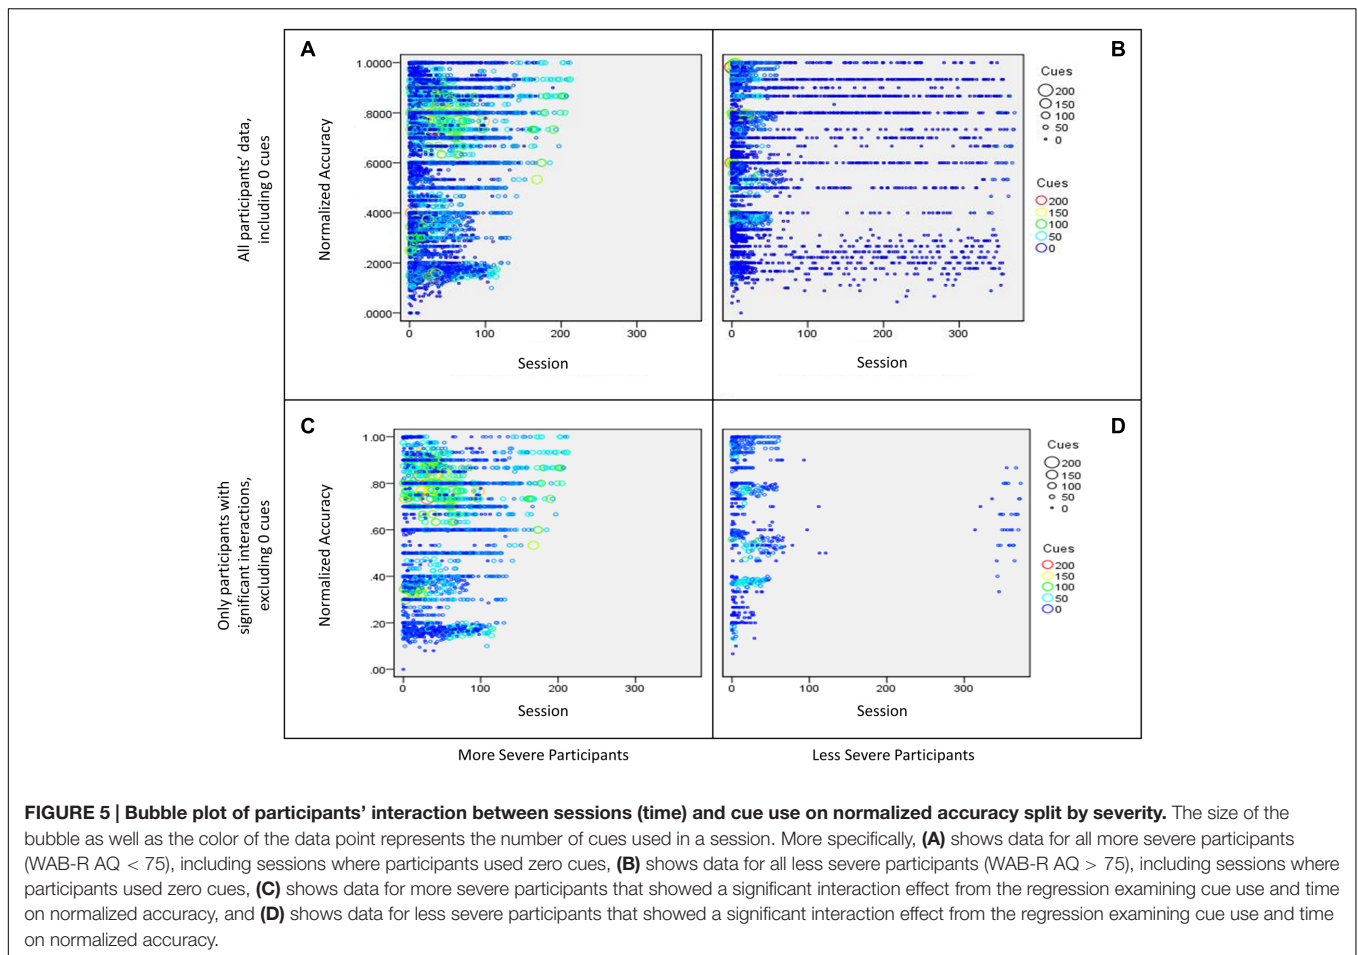 A
B
All participants' data,
including 0 cues
Normalized Accuracy
1.0000
.8000
.6000
.4000
.2000
.0000
0 100 200 300
Session
0 100 200 300
Session
Cues
200
150
100
50
0
Cues
200
150
100
50
0
C
D
Only participants with
significant interactions,
excluding 0 cues
Normalized Accuracy
1.00
.80
.60
.40
.20
.00
0 100 200 300
Session
0 100 200 300
Session
Cues
200
150
100
50
0
Cues
200
150
100
50
0
More Severe Participants
Less Severe Participants
FIGURE 5 | Bubble plot of participants' interaction between sessions (time) and cue use on normalized accuracy split by severity. The size of the
bubble as well as the color of the data point represents the number of cues used in a session. More specifically, (A) shows data for all more severe participants
(WAB-R AQ < 75), including sessions where participants used zero cues, (B) shows data for all less severe participants (WAB-R AQ > 75), including sessions where
participants used zero cues, (C) shows data for more severe participants that showed a significant interaction effect from the regression examining cue use and time
on normalized accuracy, and (D) shows data for less severe participants that showed a significant interaction effect from the regression examining cue use and time
on normalized accuracy.